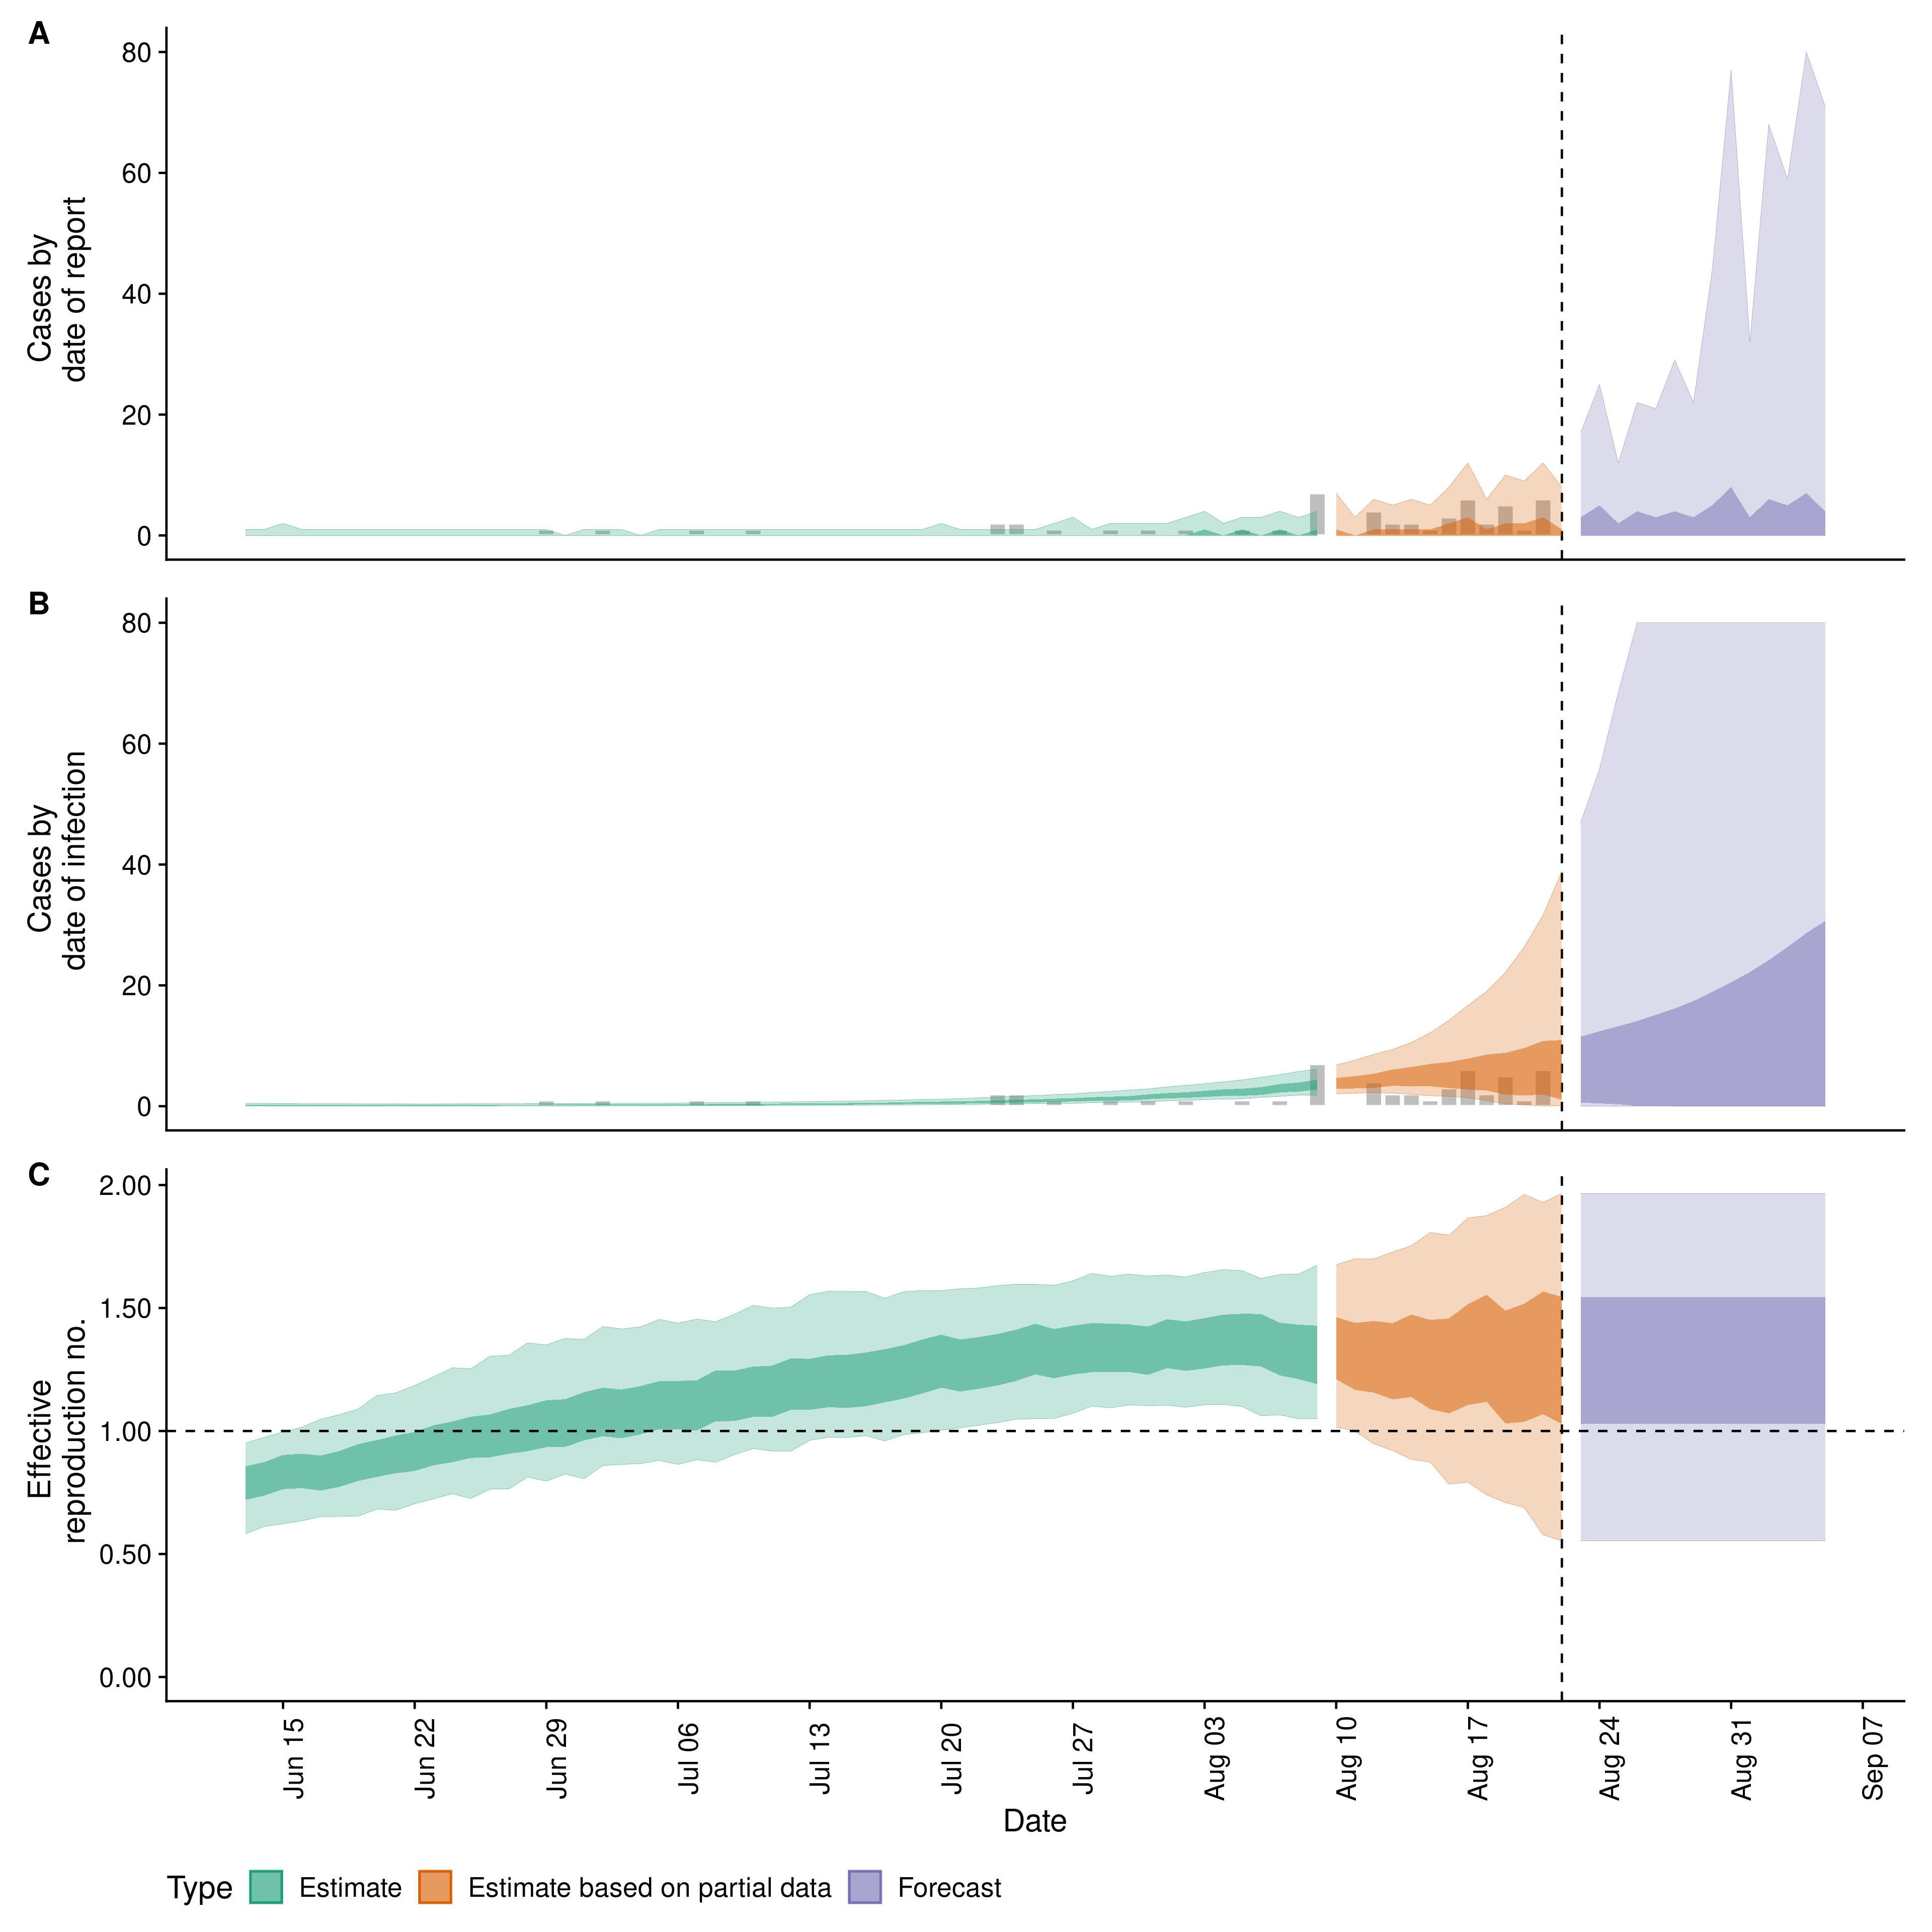 A
80
60
40
20
0
Cases by
date of report
B
80
60
40
20
0
Cases by
date of infection
C
2.00
1.50
1.00
0.50
0.00
Effective
reproduction no.
Jun 15
Jun 22
Jun 29
Jul 06
Jul 13
Jul 20
Jul 27
Aug 03
Aug 10
Aug 17
Aug 24
Aug 31
Sep 07
Date
Type Estimate Estimate based on partial data Forecast